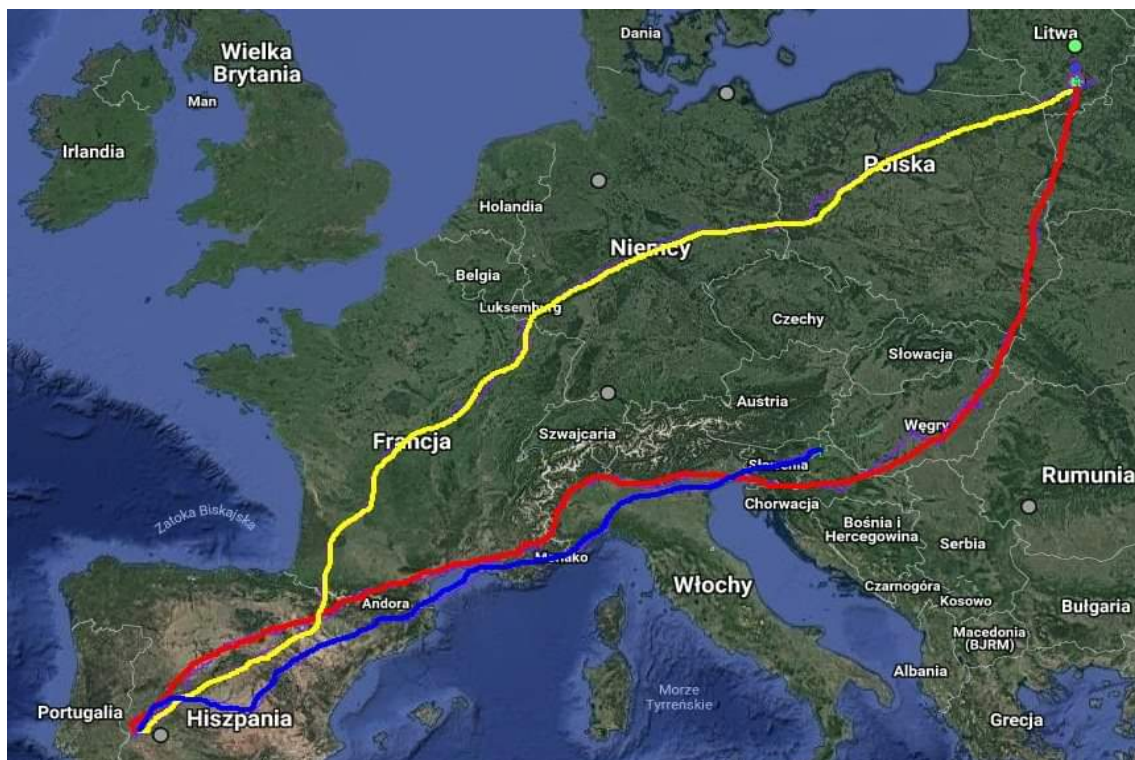 Dania
Litwa
Wielka
Brytania
Man
Irlandia
Polska
Holandia
Niemcy
Belgia
Luksemburg
Czechy
Słowacja
Austria
Francja
Szwajcaria
Węgry
Słowenia
Rumunia
Chorwacja
Zatoka Biskajska
Bośnia i
Hercegowina
Serbia
Monako
Włochy
Andora
Czarnogóra
Kosowo
Bułgaria
Macedonia
(BJRM)
Albania
Morze
Tyrreńskie
Portugalia
Hiszpania
Grecja